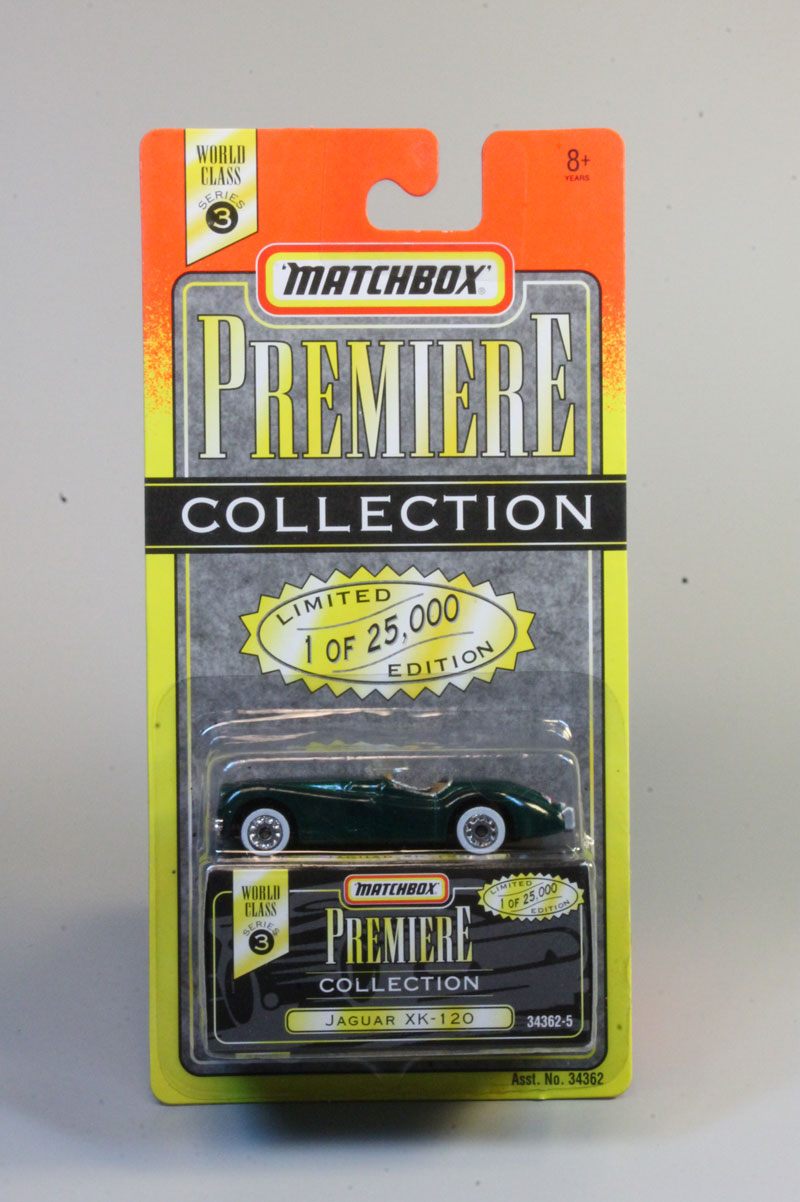 WORLD
CLASS
SERIES
3
8+
YEARS
MATCHBOX®
PREMIERE
COLLECTION
LIMITED
1 OF 25,000
EDITION
WORLD
CLASS
SERIES
3
MATCHBOX
LIMITED
1 OF 25,000
EDITION
PREMIERE
COLLECTION
JAGUAR XK-120
34362-5
Asst. No. 34362